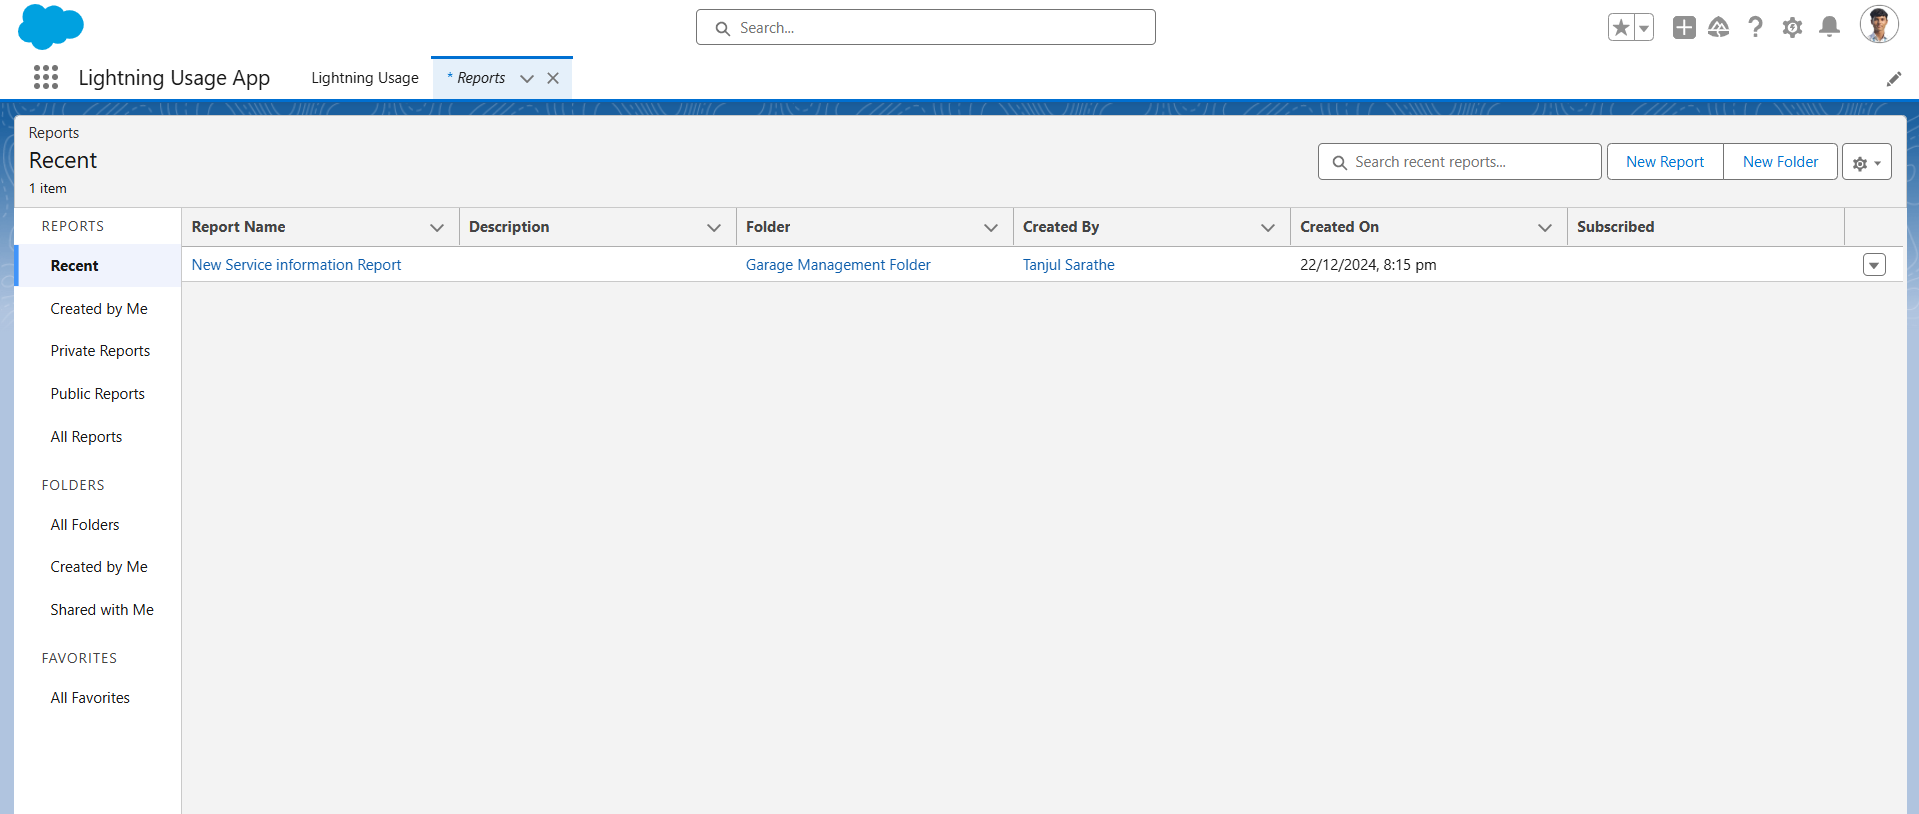 Search...
Lightning Usage App
Lightning Usage
* Reports
Reports
Recent
1 item
Search recent reports...
New Report
New Folder
REPORTS
Recent
Created by Me
Private Reports
Public Reports
All Reports
FOLDERS
All Folders
Created by Me
Shared with Me
FAVORITES
All Favorites
Report Name Description Folder Created By Created On Subscribed
New Service information Report Garage Management Folder Tanjul Sarathe 22/12/2024, 8:15 pm